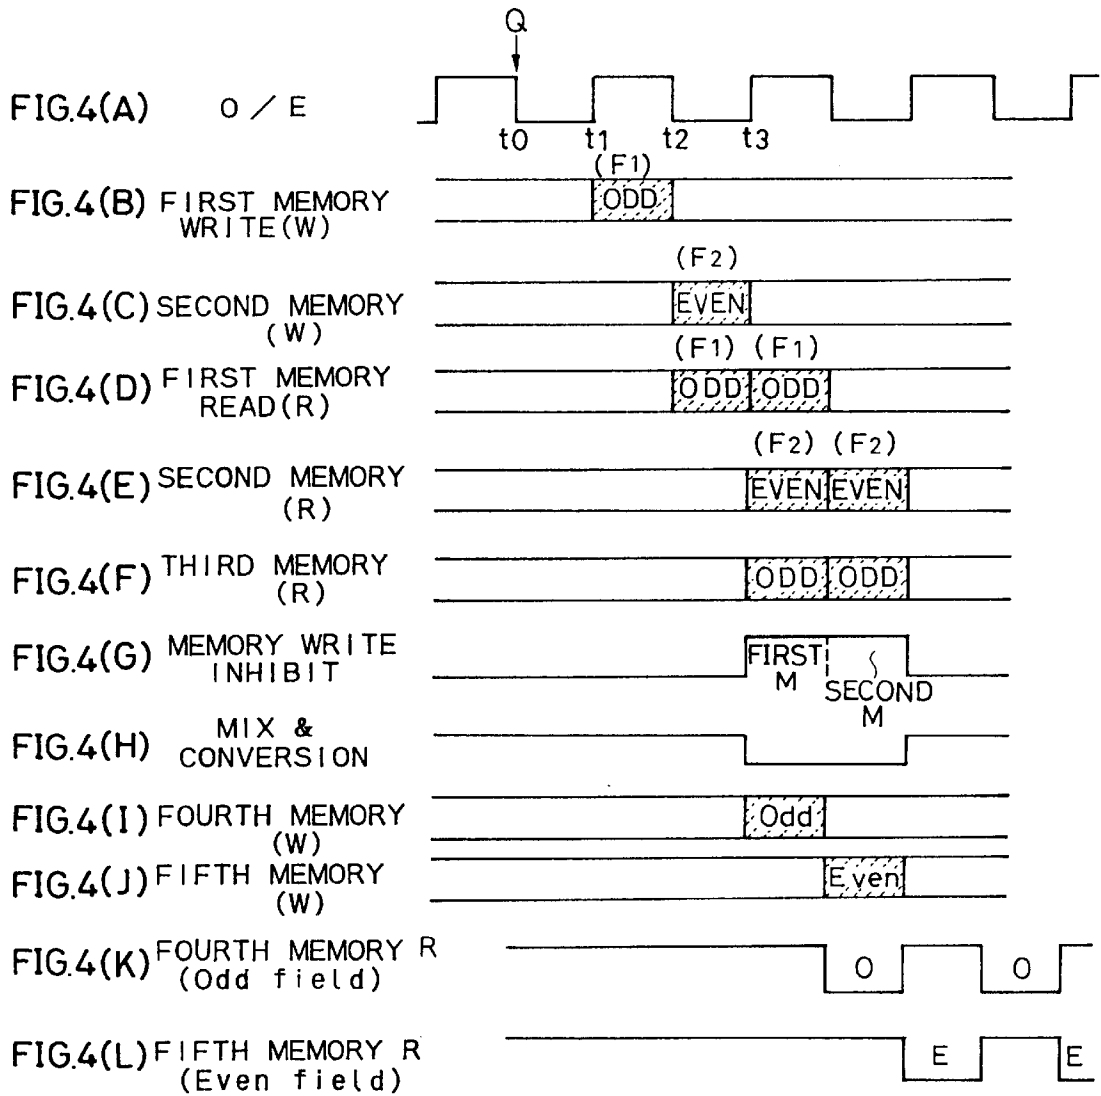 Q
FIG.4(A) O / E
t0 t1 t2 t3
(F1)
FIG.4(B) FIRST MEMORY WRITE(W)
ODD
(F2)
FIG.4(C) SECOND MEMORY (W)
EVEN
(F1) (F1)
FIG.4(D) FIRST MEMORY READ(R)
ODD ODD
(F2) (F2)
FIG.4(E) SECOND MEMORY (R)
EVEN EVEN
FIG.4(F) THIRD MEMORY (R)
ODD ODD
FIG.4(G) MEMORY WRITE INHIBIT
FIRST M
SECOND M
FIG.4(H) MIX & CONVERSION
FIG.4(I) FOURTH MEMORY (W)
Odd
FIG.4(J) FIFTH MEMORY (W)
Even
FIG.4(K) FOURTH MEMORY R (Odd field)
O O
FIG.4(L) FIFTH MEMORY R (Even field)
E E